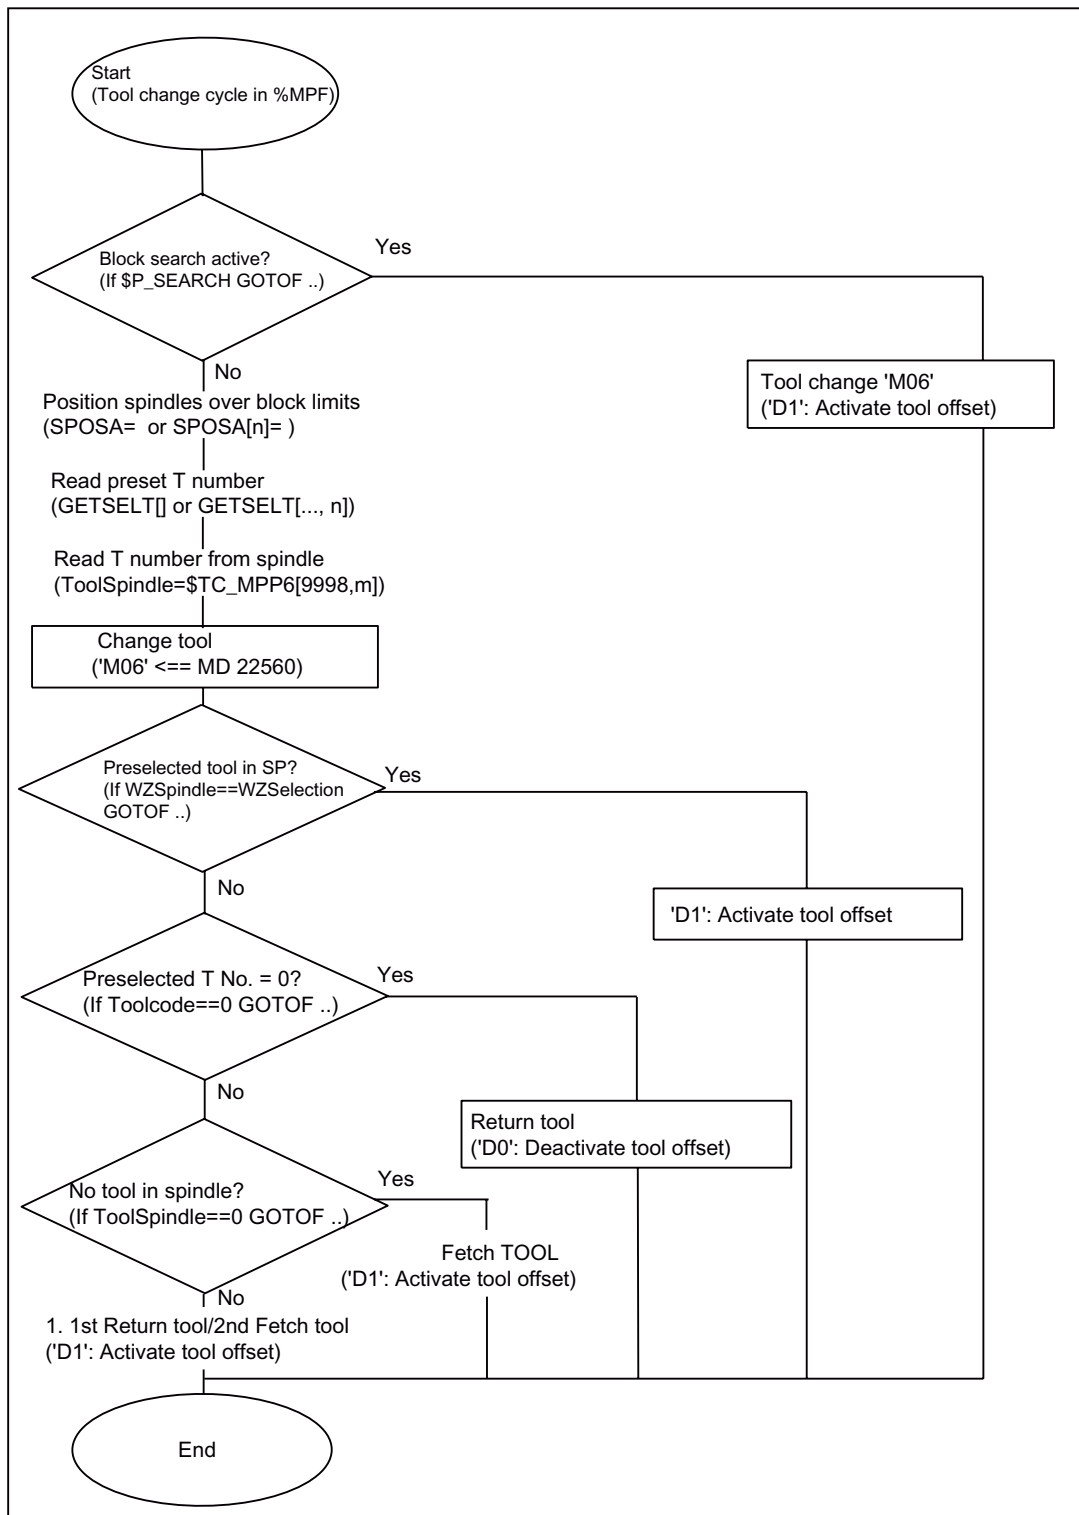 Start
(Tool change cycle in %MPF)
Block search active?
(If $P_SEARCH GOTOF ..)
Yes
No
Tool change 'M06'
('D1': Activate tool offset)
Position spindles over block limits
(SPOSA=  or SPOSA[n]= )
Read preset T number
(GETSELT[] or GETSELT[..., n])
Read T number from spindle
(ToolSpindle=$TC_MPP6[9998,m])
Change tool
('M06' <== MD 22560)
Preselected tool in SP?
(If WZSpindle==WZSelection
GOTOF ..)
Yes
No
'D1': Activate tool offset
Preselected T No. = 0?
(If Toolcode==0 GOTOF ..)
Yes
No
Return tool
('D0': Deactivate tool offset)
No tool in spindle?
(If ToolSpindle==0 GOTOF ..)
Yes
Fetch TOOL
('D1': Activate tool offset)
No
1. 1st Return tool/2nd Fetch tool
('D1': Activate tool offset)
End